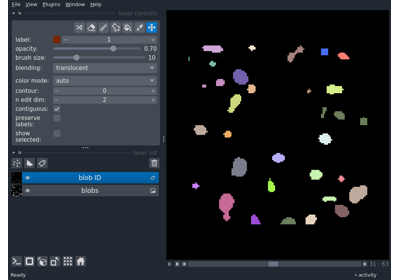 File View Plugins Window Help
layer controls
label: 1
opacity: 0.70
brush size: 10
blending: translucent
color mode: auto
contour: 0
n edit dim: 2
contiguous:
preserve
labels:
show
selected:
layer list
blob ID
blobs
Ready
activity
31 63